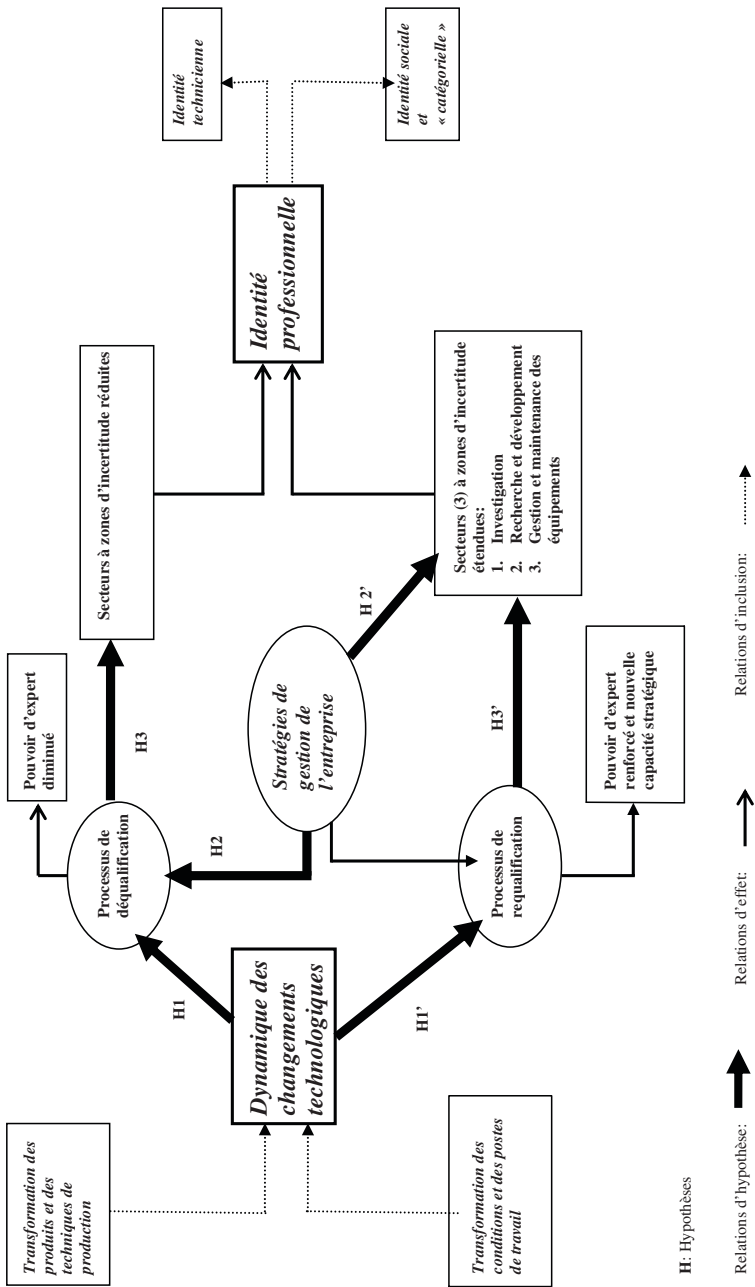 Transformation des
produits et des
techniques de
production
Transformation des
conditions et des postes
de travail
Dynamique des
changements
technologiques
H1
H1’
Processus de
déqualification
Pouvoir d’expert
diminué
H2
H3
Stratégies de
gestion de
l’entreprise
H 2’
Processus de
requalification
H3’
Pouvoir d’expert
renforcé et nouvelle
capacité stratégique
Secteurs à zones d’incertitude réduites
Secteurs (3) à zones d’incertitude
étendues:
1. Investigation
2. Recherche et développement
3. Gestion et maintenance des
équipements
Identité
professionnelle
Identité
technicienne
Identité sociale
et
« catégorielle »
H: Hypothèses
Relations d’hypothèse:
Relations d’effet:
Relations d’inclusion: